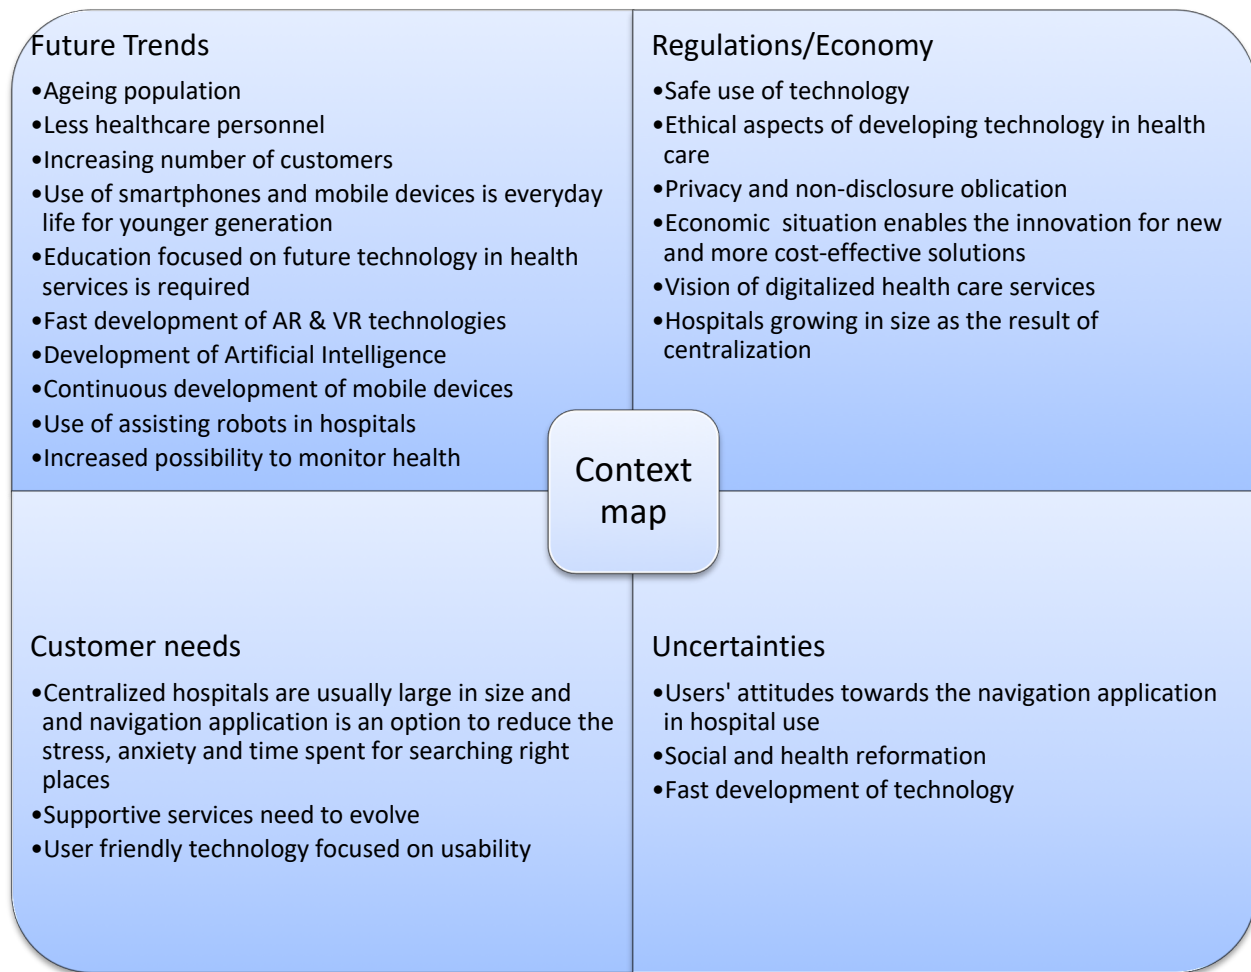 Future Trends
•Ageing population
•Less healthcare personnel
•Increasing number of customers
•Use of smartphones and mobile devices is everyday
life for younger generation
•Education focused on future technology in health
services is required
•Fast development of AR & VR technologies
•Development of Artificial Intelligence
•Continuous development of mobile devices
•Use of assisting robots in hospitals
•Increased possibility to monitor health
Regulations/Economy
•Safe use of technology
•Ethical aspects of developing technology in health
care
•Privacy and non-disclosure oblication
•Economic  situation enables the innovation for new
and more cost-effective solutions
•Vision of digitalized health care services
•Hospitals growing in size as the result of
centralization
Context
map
Customer needs
•Centralized hospitals are usually large in size and
and navigation application is an option to reduce the
stress, anxiety and time spent for searching right
places
•Supportive services need to evolve
•User friendly technology focused on usability
Uncertainties
•Users' attitudes towards the navigation application
in hospital use
•Social and health reformation
•Fast development of technology